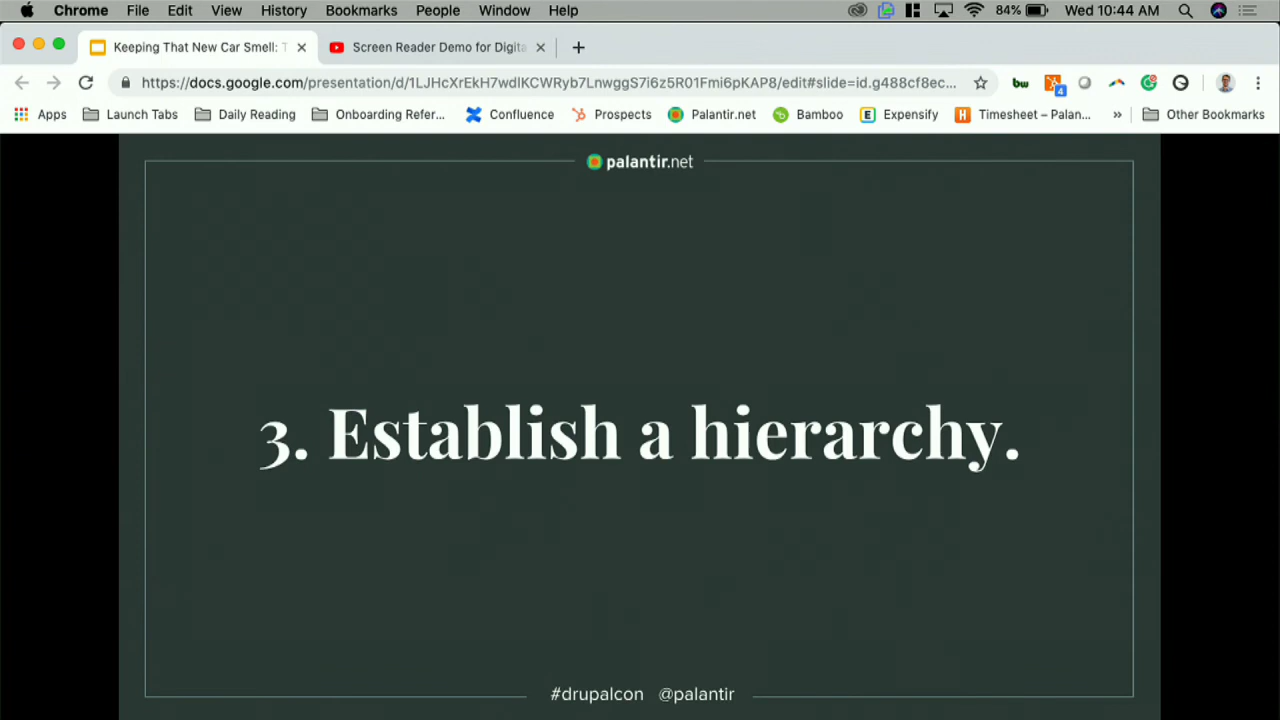 Chrome File Edit View History Bookmarks People Window Help 84% Wed 10:44 AM
Keeping That New Car Smell: T Screen Reader Demo for Digita
https://docs.google.com/presentation/d/1LJHcXrEkH7wdlKCWRyb7LnwggS7i6z5R01Fmi6pKAP8/edit#slide=id.g488cf8ec... bw 4
Apps Launch Tabs Daily Reading Onboarding Refer... Confluence Prospects Palantir.net Bamboo Expensify Timesheet – Palan... » Other Bookmarks
palantir.net
3. Establish a hierarchy.
#drupalcon @palantir